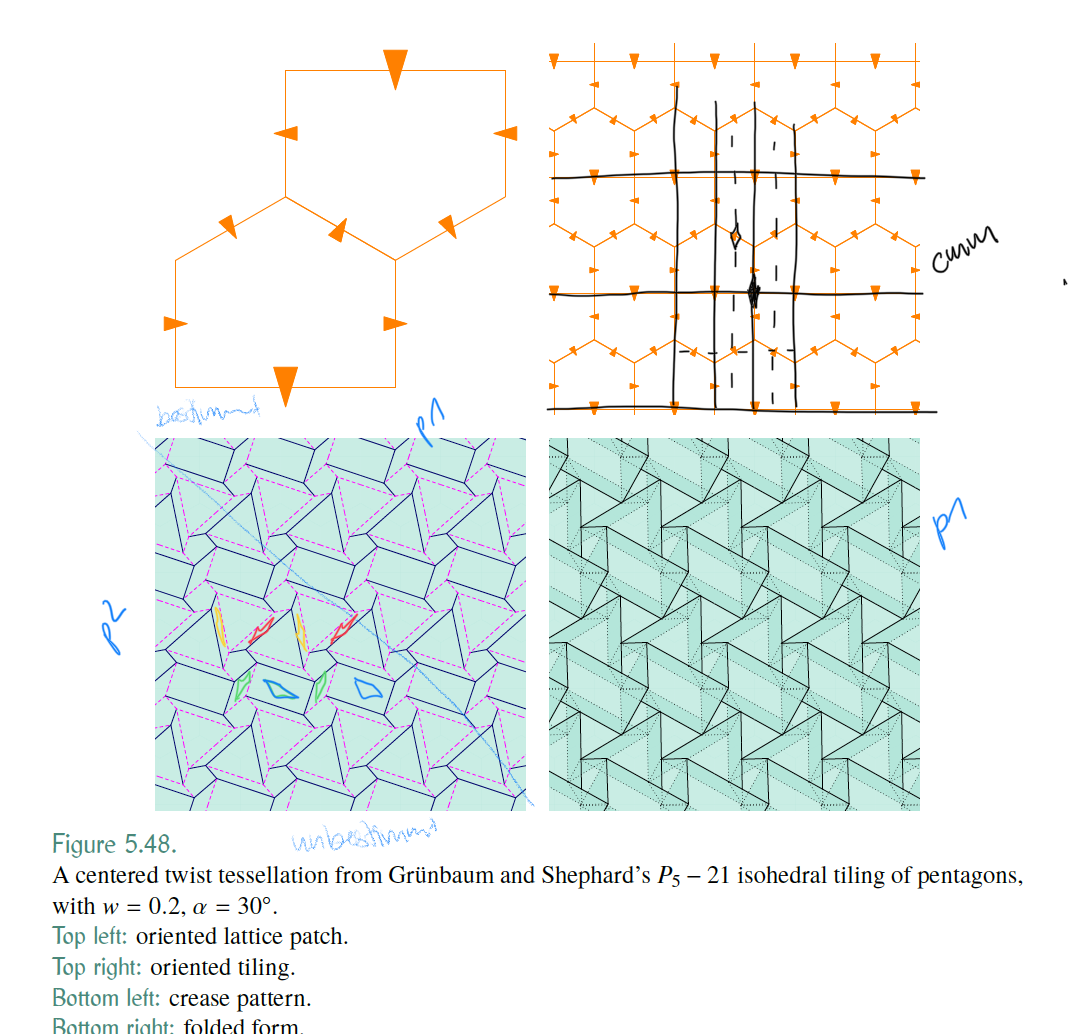 cmm
bestimmt
p1
p2
p1
unbestimmt
Figure 5.48.
A centered twist tessellation from Grünbaum and Shephard's P₅ − 21 isohedral tiling of pentagons,
with w = 0.2, α = 30°.
Top left: oriented lattice patch.
Top right: oriented tiling.
Bottom left: crease pattern.
Bottom right: folded form.